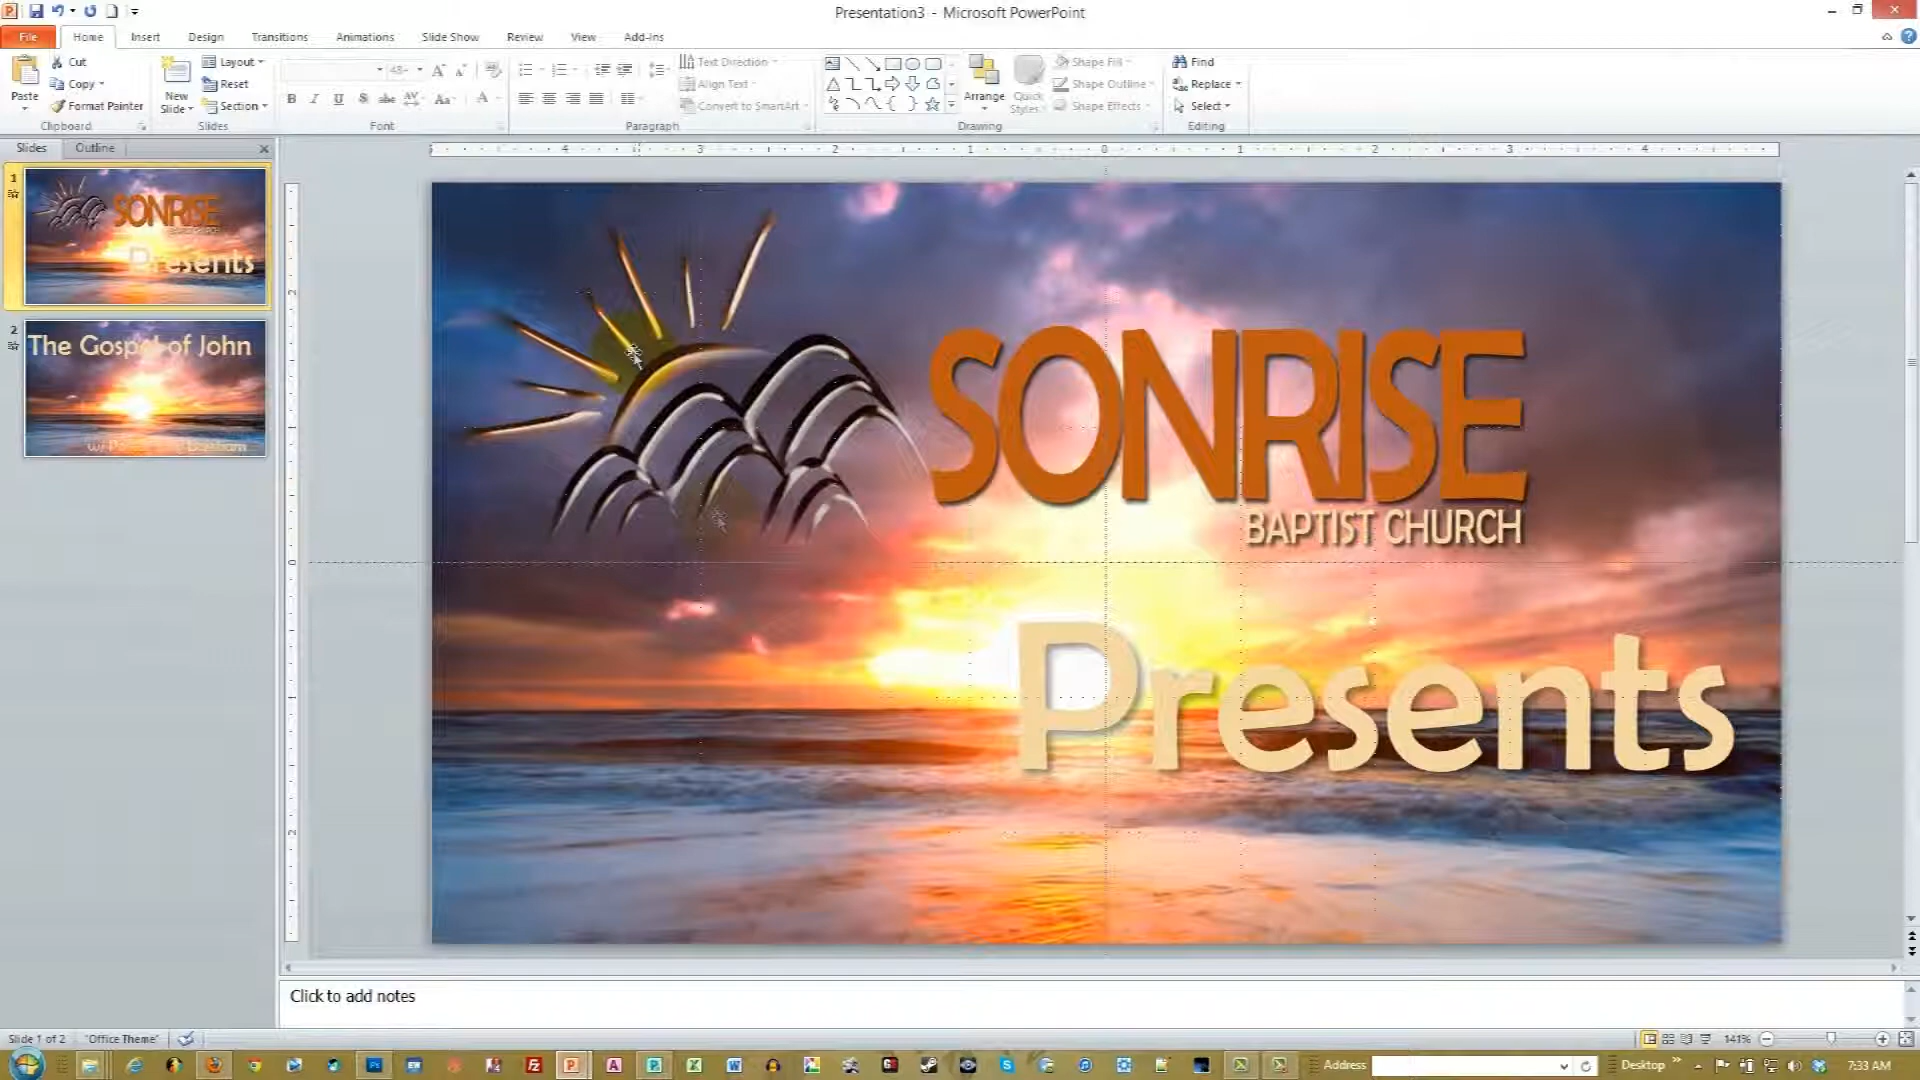 Presentation3 - Microsoft PowerPoint
File Home Insert Design Transitions Animations Slide Show Review View Add-Ins
Paste
Cut
Copy
Format Painter
Clipboard
New Slide
Layout
Reset
Section
Slides
48
Font
Text Direction
Align Text
Convert to SmartArt
Paragraph
Arrange
Quick Styles
Shape Fill
Shape Outline
Shape Effects
Drawing
Find
Replace
Select
Editing
Slides Outline
1
SONRISE
Presents
2
The Gospel of John
SONRISE
BAPTIST CHURCH
Presents
Click to add notes
Slide 1 of 2 "Office Theme" 141%
Address Desktop 7:33 AM